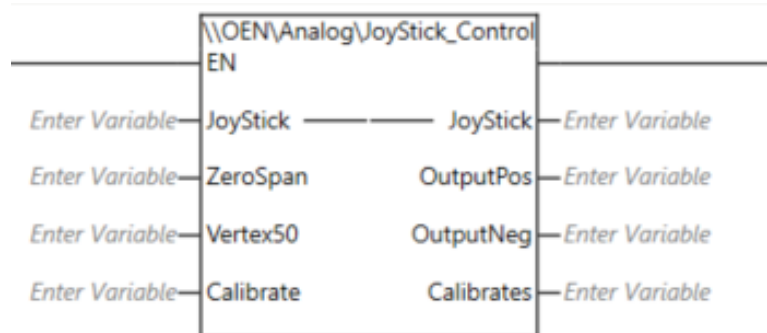 \\OEN\Analog\JoyStick_Control
EN
Enter Variable JoyStick JoyStick Enter Variable
Enter Variable ZeroSpan OutputPos Enter Variable
Enter Variable Vertex50 OutputNeg Enter Variable
Enter Variable Calibrate Calibrates Enter Variable